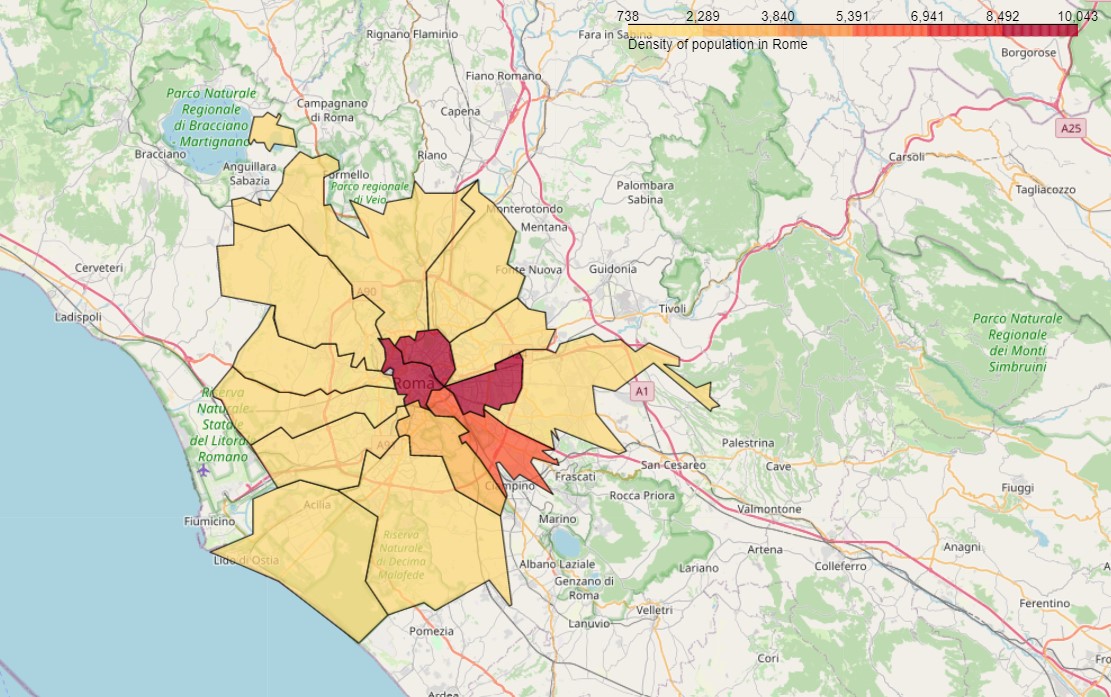 738 2,289 3,840 5,391 6,941 8,492 10,043
Density of population in Rome
Rignano Flaminio
Fara in Sabina
Borgorose
Fiano Romano
Parco Naturale
Regionale
di Bracciano
Martignano
Campagnano
di Roma
Capena
A25
Bracciano
Anguillara
Sabazia
Riano
Carsoli
Formello
Parco regionale
di Veio
Palombara
Sabina
Tagliacozzo
Monterotondo
Mentana
Cerveteri
Fonte Nuova
Guidonia
A90
Tivoli
Ladispoli
Parco Naturale
Regionale
dei Monti
Simbruini
Roma
A1
Riserva
Naturale
Statale
del Litorale
Romano
Palestrina
San Cesareo
Cave
Frascati
Ciampino
Rocca Priora
Fiuggi
Acilia
Valmontone
Fiumicino
Marino
Riserva
Naturale
di Decima
Malafede
Artena
Anagni
Lido di Ostia
Albano Laziale
Colleferro
Lariano
Genzano di
Roma
Ferentino
Velletri
Lanuvio
Pomezia
Cori
Fro
Ardea